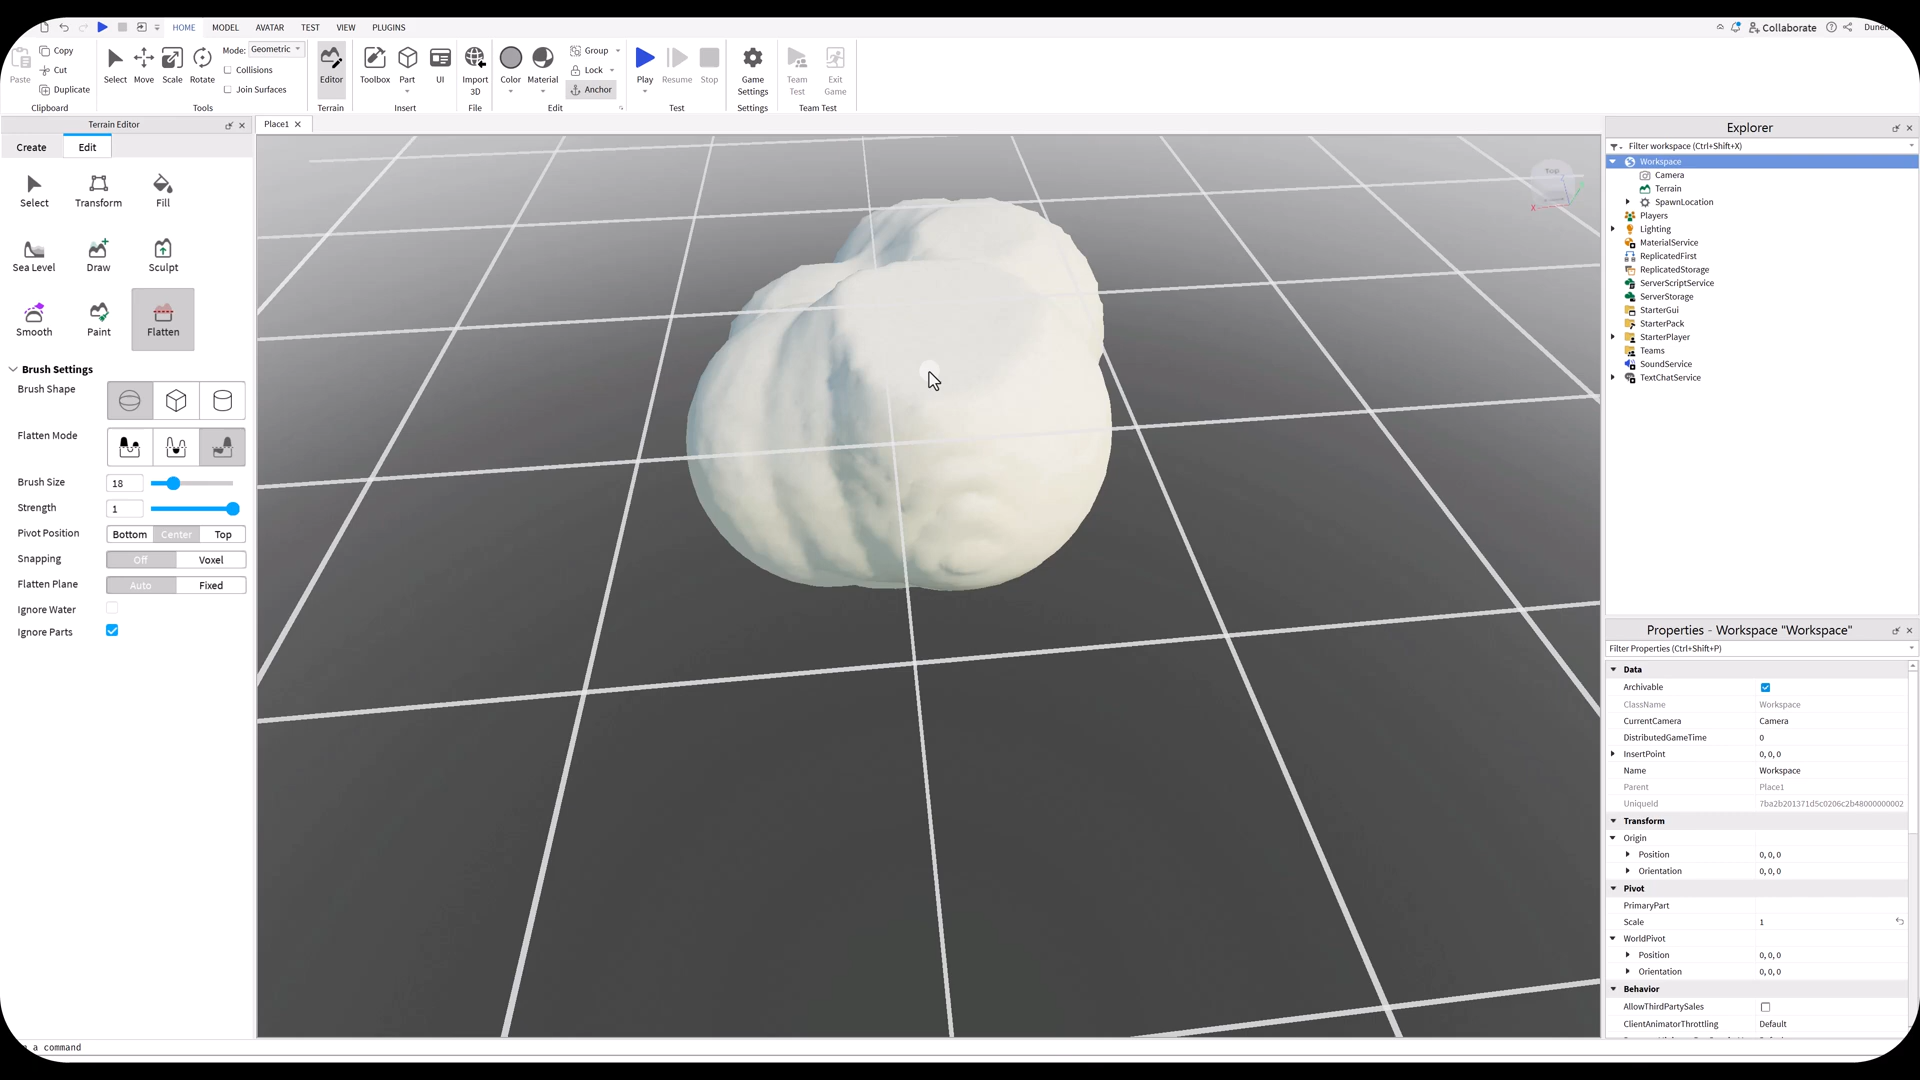 HOME MODEL AVATAR TEST VIEW PLUGINS
Collaborate
Paste
Copy
Cut
Duplicate
Clipboard
Select
Move
Scale
Rotate
Mode: Geometric
Collisions
Join Surfaces
Tools
Editor
Terrain
Toolbox
Part
UI
Insert
Import
3D
File
Color
Material
Group
Lock
Anchor
Edit
Play
Resume
Stop
Test
Game
Settings
Settings
Team
Test
Exit
Game
Team Test
Terrain Editor
Create Edit
Select Transform Fill
Sea Level Draw Sculpt
Smooth Paint Flatten
Brush Settings
Brush Shape
Flatten Mode
Brush Size 18
Strength 1
Pivot Position Bottom Center Top
Snapping Off Voxel
Flatten Plane Auto Fixed
Ignore Water
Ignore Parts
Place1
Top
X
Explorer
Filter workspace (Ctrl+Shift+X)
Workspace
Camera
Terrain
SpawnLocation
Players
Lighting
MaterialService
ReplicatedFirst
ReplicatedStorage
ServerScriptService
ServerStorage
StarterGui
StarterPack
StarterPlayer
Teams
SoundService
TextChatService
Properties - Workspace "Workspace"
Filter Properties (Ctrl+Shift+P)
Data
Archivable
ClassName Workspace
CurrentCamera Camera
DistributedGameTime 0
InsertPoint 0, 0, 0
Name Workspace
Parent Place1
UniqueId 7ba2b201371d5c0206c2b48000000002
Transform
Origin
Position 0, 0, 0
Orientation 0, 0, 0
Pivot
PrimaryPart
Scale 1
WorldPivot
Position 0, 0, 0
Orientation 0, 0, 0
Behavior
AllowThirdPartySales
ClientAnimatorThrottling Default
a command